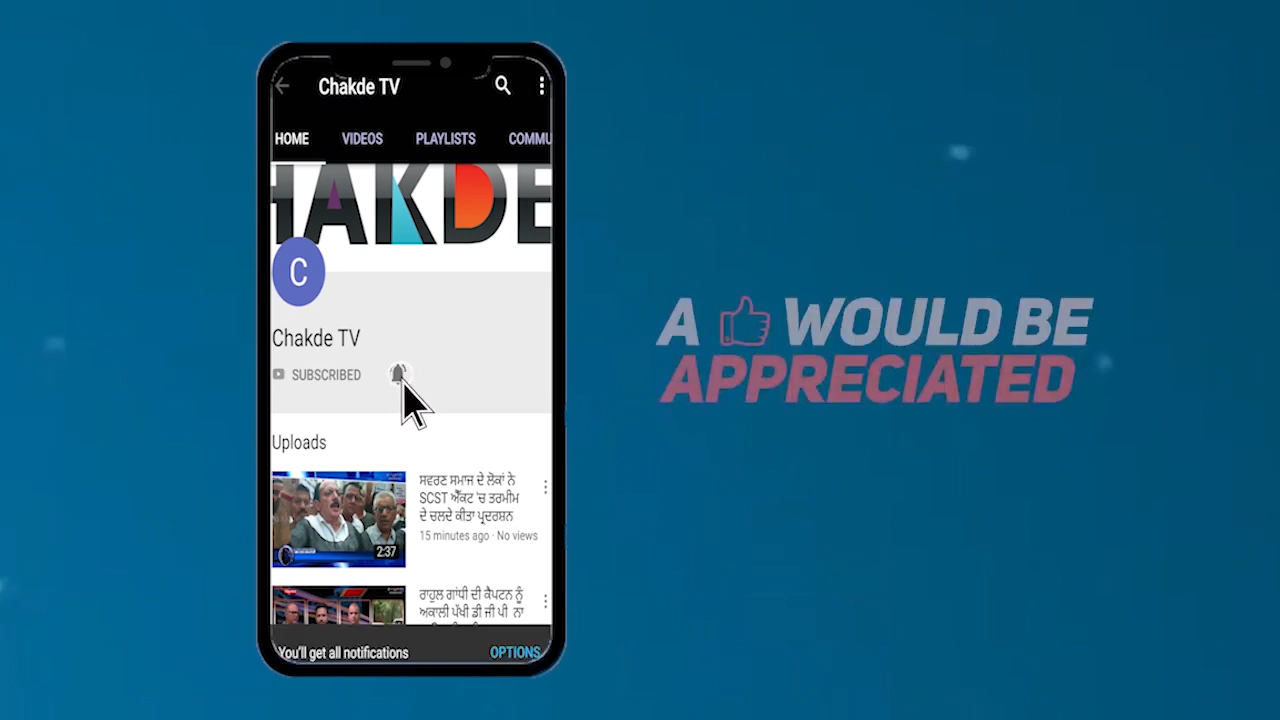 Chakde TV
HOME VIDEOS PLAYLISTS COMMU
HAKDE
C
Chakde TV
SUBSCRIBED
Uploads
ਸਵਰਣ ਸਮਾਜ ਦੇ ਲੋਕਾਂ ਨੇ
SCST ਐਕਟ 'ਚ ਤਰਮੀਮ
ਦੇ ਚਲਦੇ ਕੀਤਾ ਪ੍ਰਦਰਸ਼ਨ
15 minutes ago · No views
2:37
ਰਾਹੁਲ ਗਾਂਧੀ ਦੀ ਕੈਪਟਨ ਨੂੰ
ਅਕਾਲੀ ਪੱਖੀ ਡੀ ਜੀ ਪੀ ਨਾ
You'll get all notifications OPTIONS
A WOULD BE
APPRECIATED